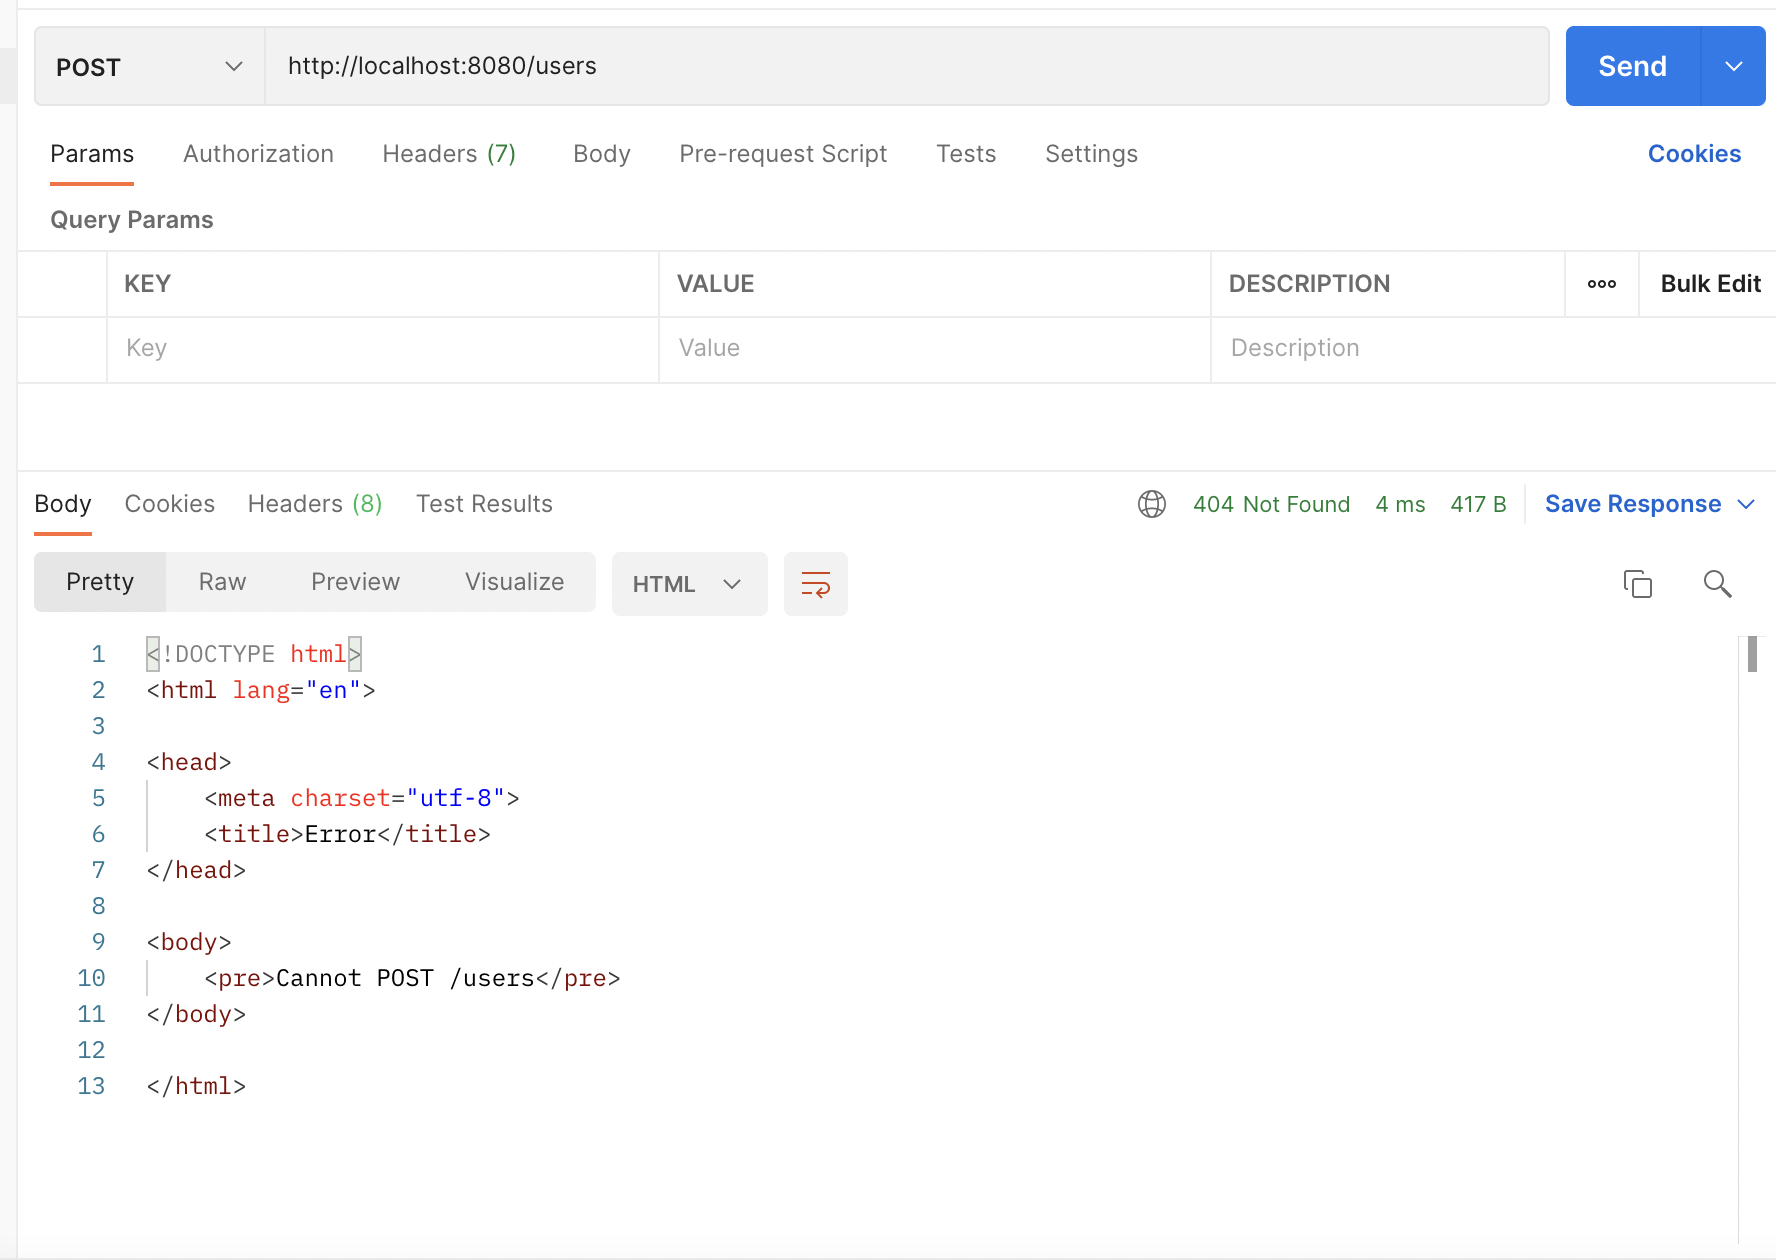 POST http://localhost:8080/users Send
Params Authorization Headers (7) Body Pre-request Script Tests Settings Cookies
Query Params
KEY VALUE DESCRIPTION ooo Bulk Edit
Key Value Description
Body Cookies Headers (8) Test Results 404 Not Found 4 ms 417 B Save Response
Pretty Raw Preview Visualize HTML
1 <!DOCTYPE html>
2 <html lang="en">
3
4 <head>
5 <meta charset="utf-8">
6 <title>Error</title>
7 </head>
8
9 <body>
10 <pre>Cannot POST /users</pre>
11 </body>
12
13 </html>